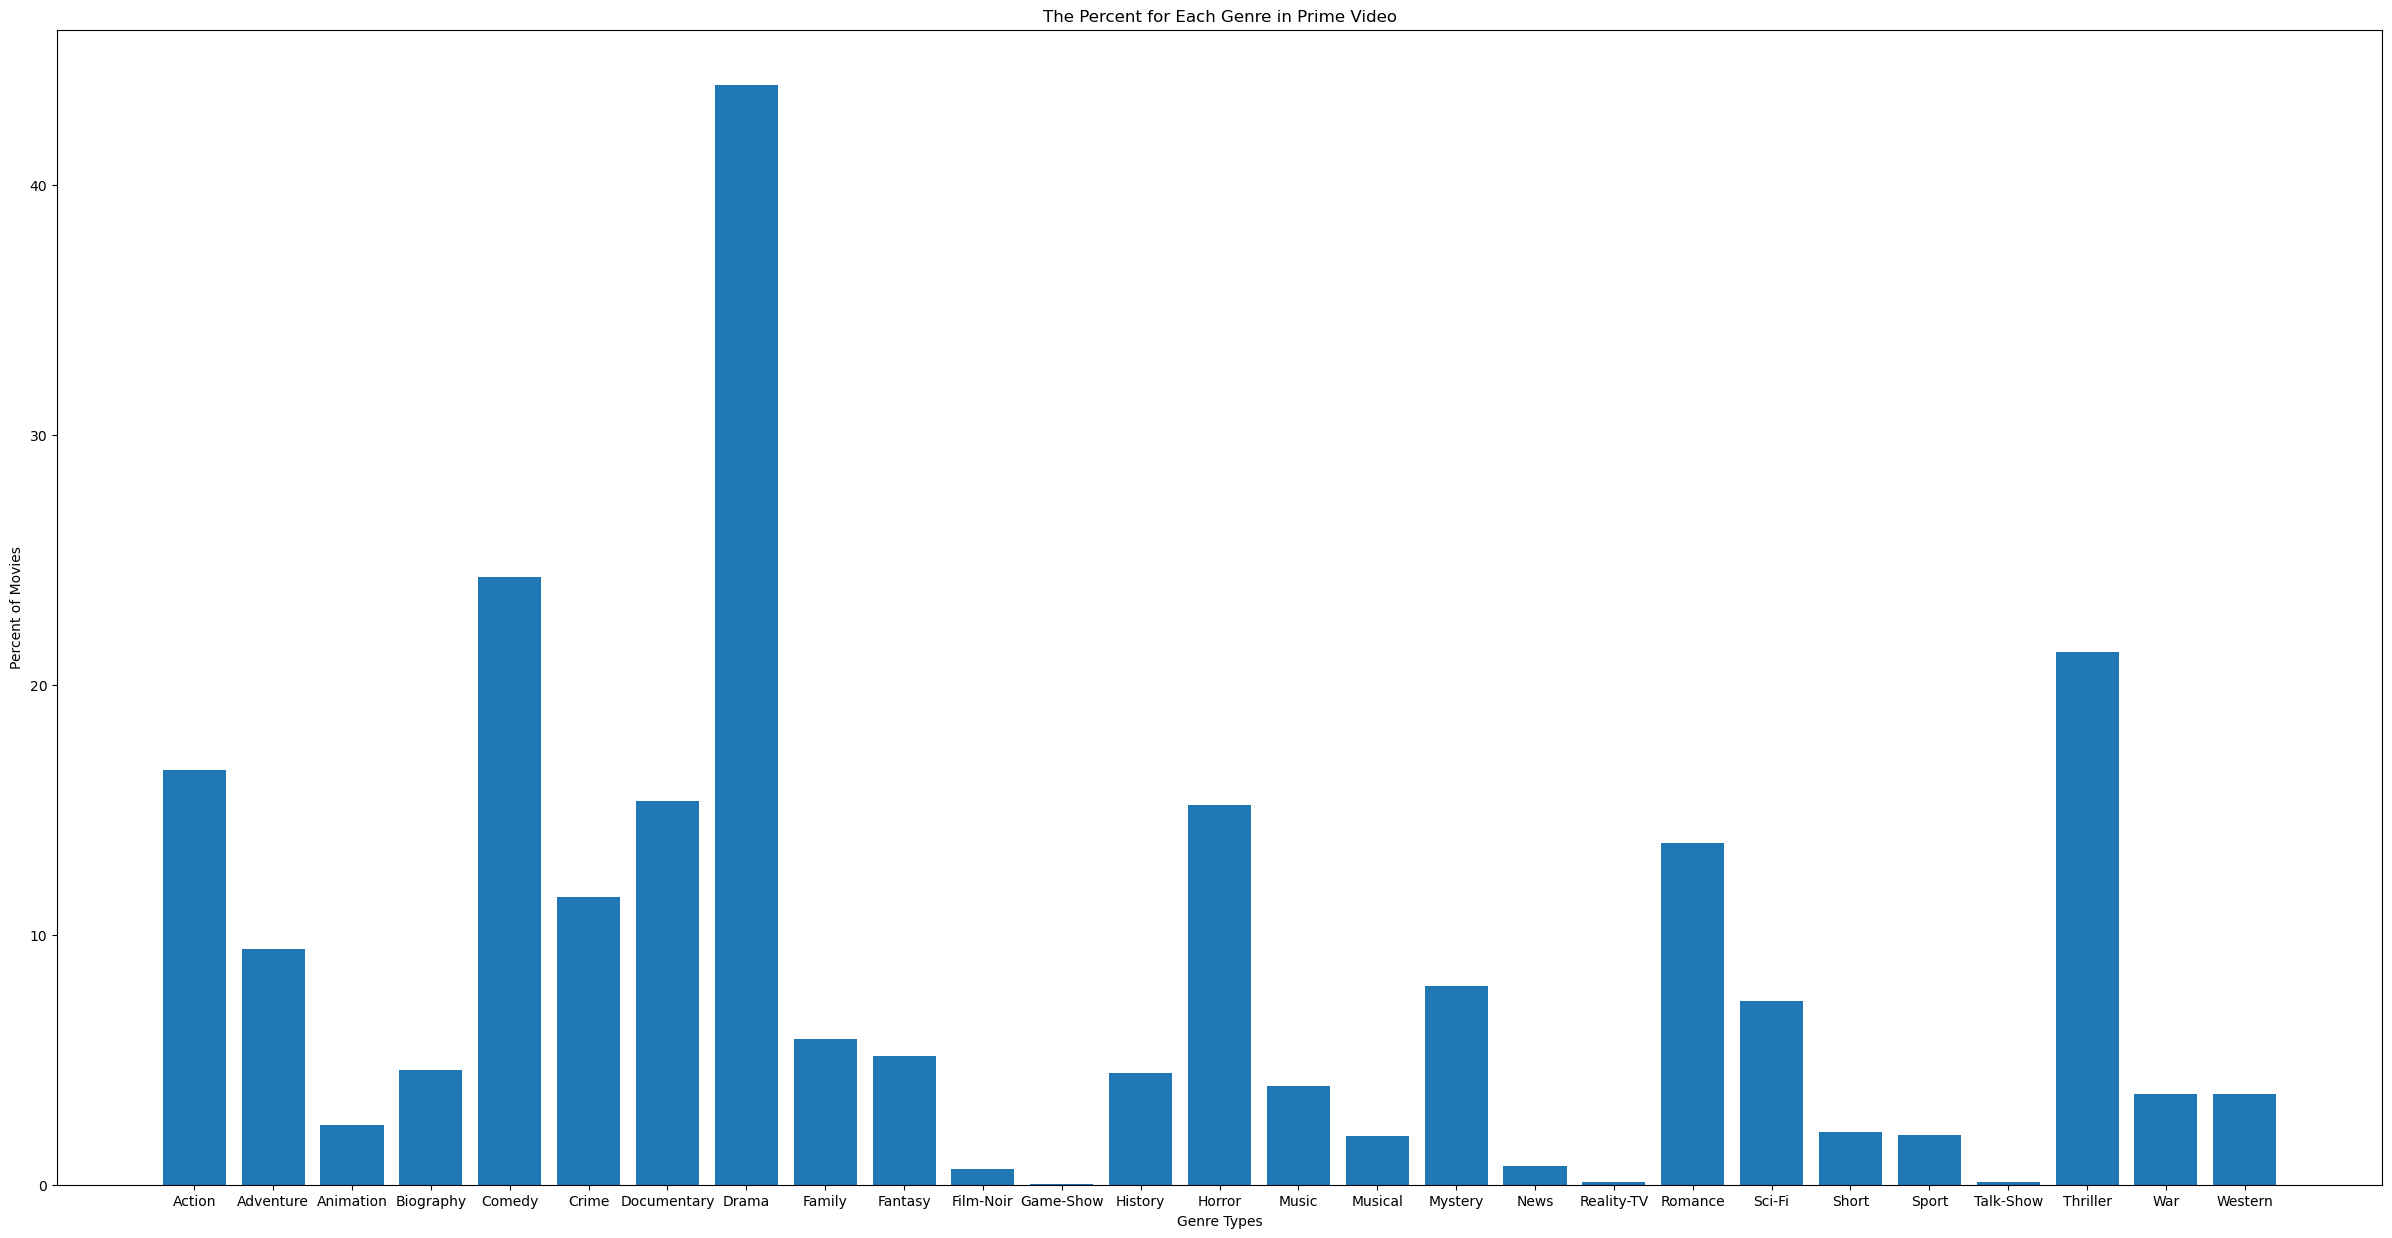 The Percent for Each Genre in Prime Video
Percent of Movies
40
30
20
10
0
Action Adventure Animation Biography Comedy Crime Documentary Drama Family Fantasy Film-Noir Game-Show History Horror Music Musical Mystery News Reality-TV Romance Sci-Fi Short Sport Talk-Show Thriller War Western
Genre Types